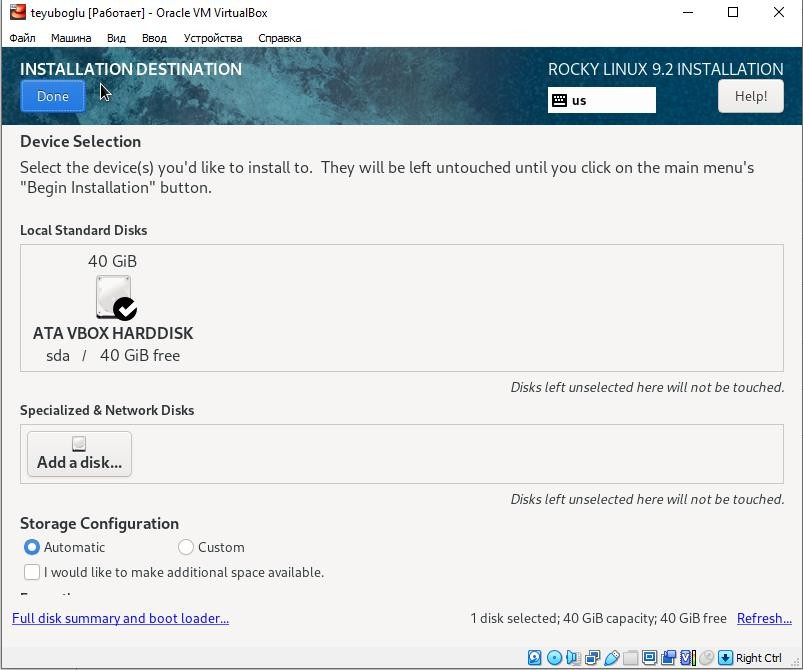 teyuboglu [Работает] - Oracle VM VirtualBox
Файл Машина Вид Ввод Устройства Справка
INSTALLATION DESTINATION
ROCKY LINUX 9.2 INSTALLATION
Done
us
Help!
Device Selection
Select the device(s) you'd like to install to. They will be left untouched until you click on the main menu's
"Begin Installation" button.
Local Standard Disks
40 GiB
ATA VBOX HARDDISK
sda / 40 GiB free
Disks left unselected here will not be touched.
Specialized & Network Disks
Add a disk...
Disks left unselected here will not be touched.
Storage Configuration
Automatic Custom
I would like to make additional space available.
Full disk summary and boot loader...
1 disk selected; 40 GiB capacity; 40 GiB free Refresh...
Right Ctrl